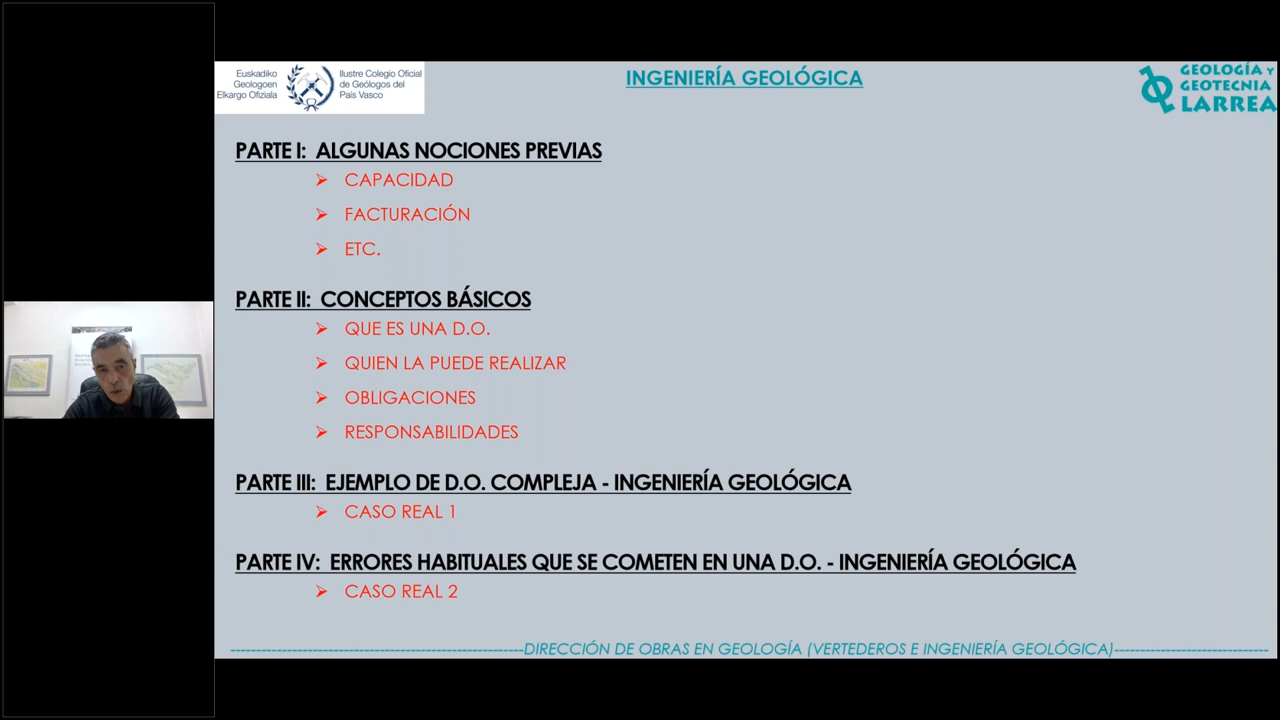 Euskadiko
Geologoen
Elkargo Ofiziala
Ilustre Colegio Oficial
de Geólogos del
País Vasco
INGENIERÍA GEOLÓGICA
GEOLOGÍA Y
GEOTECNIA
LARREA
PARTE I: ALGUNAS NOCIONES PREVIAS
CAPACIDAD
FACTURACIÓN
ETC.
PARTE II: CONCEPTOS BÁSICOS
QUE ES UNA D.O.
QUIEN LA PUEDE REALIZAR
OBLIGACIONES
RESPONSABILIDADES
PARTE III: EJEMPLO DE D.O. COMPLEJA - INGENIERÍA GEOLÓGICA
CASO REAL 1
PARTE IV: ERRORES HABITUALES QUE SE COMETEN EN UNA D.O. - INGENIERÍA GEOLÓGICA
CASO REAL 2
DIRECCIÓN DE OBRAS EN GEOLOGÍA (VERTEDEROS E INGENIERÍA GEOLÓGICA)